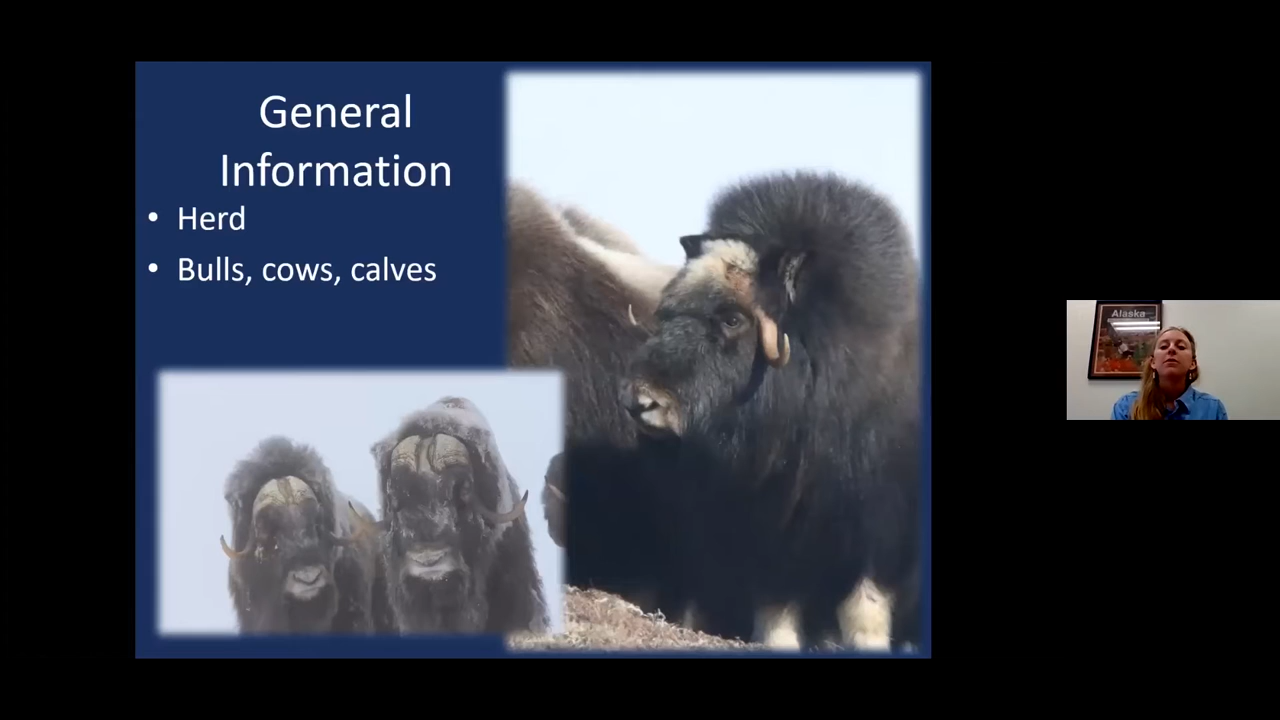 General
Information
• Herd
• Bulls, cows, calves
Alaska